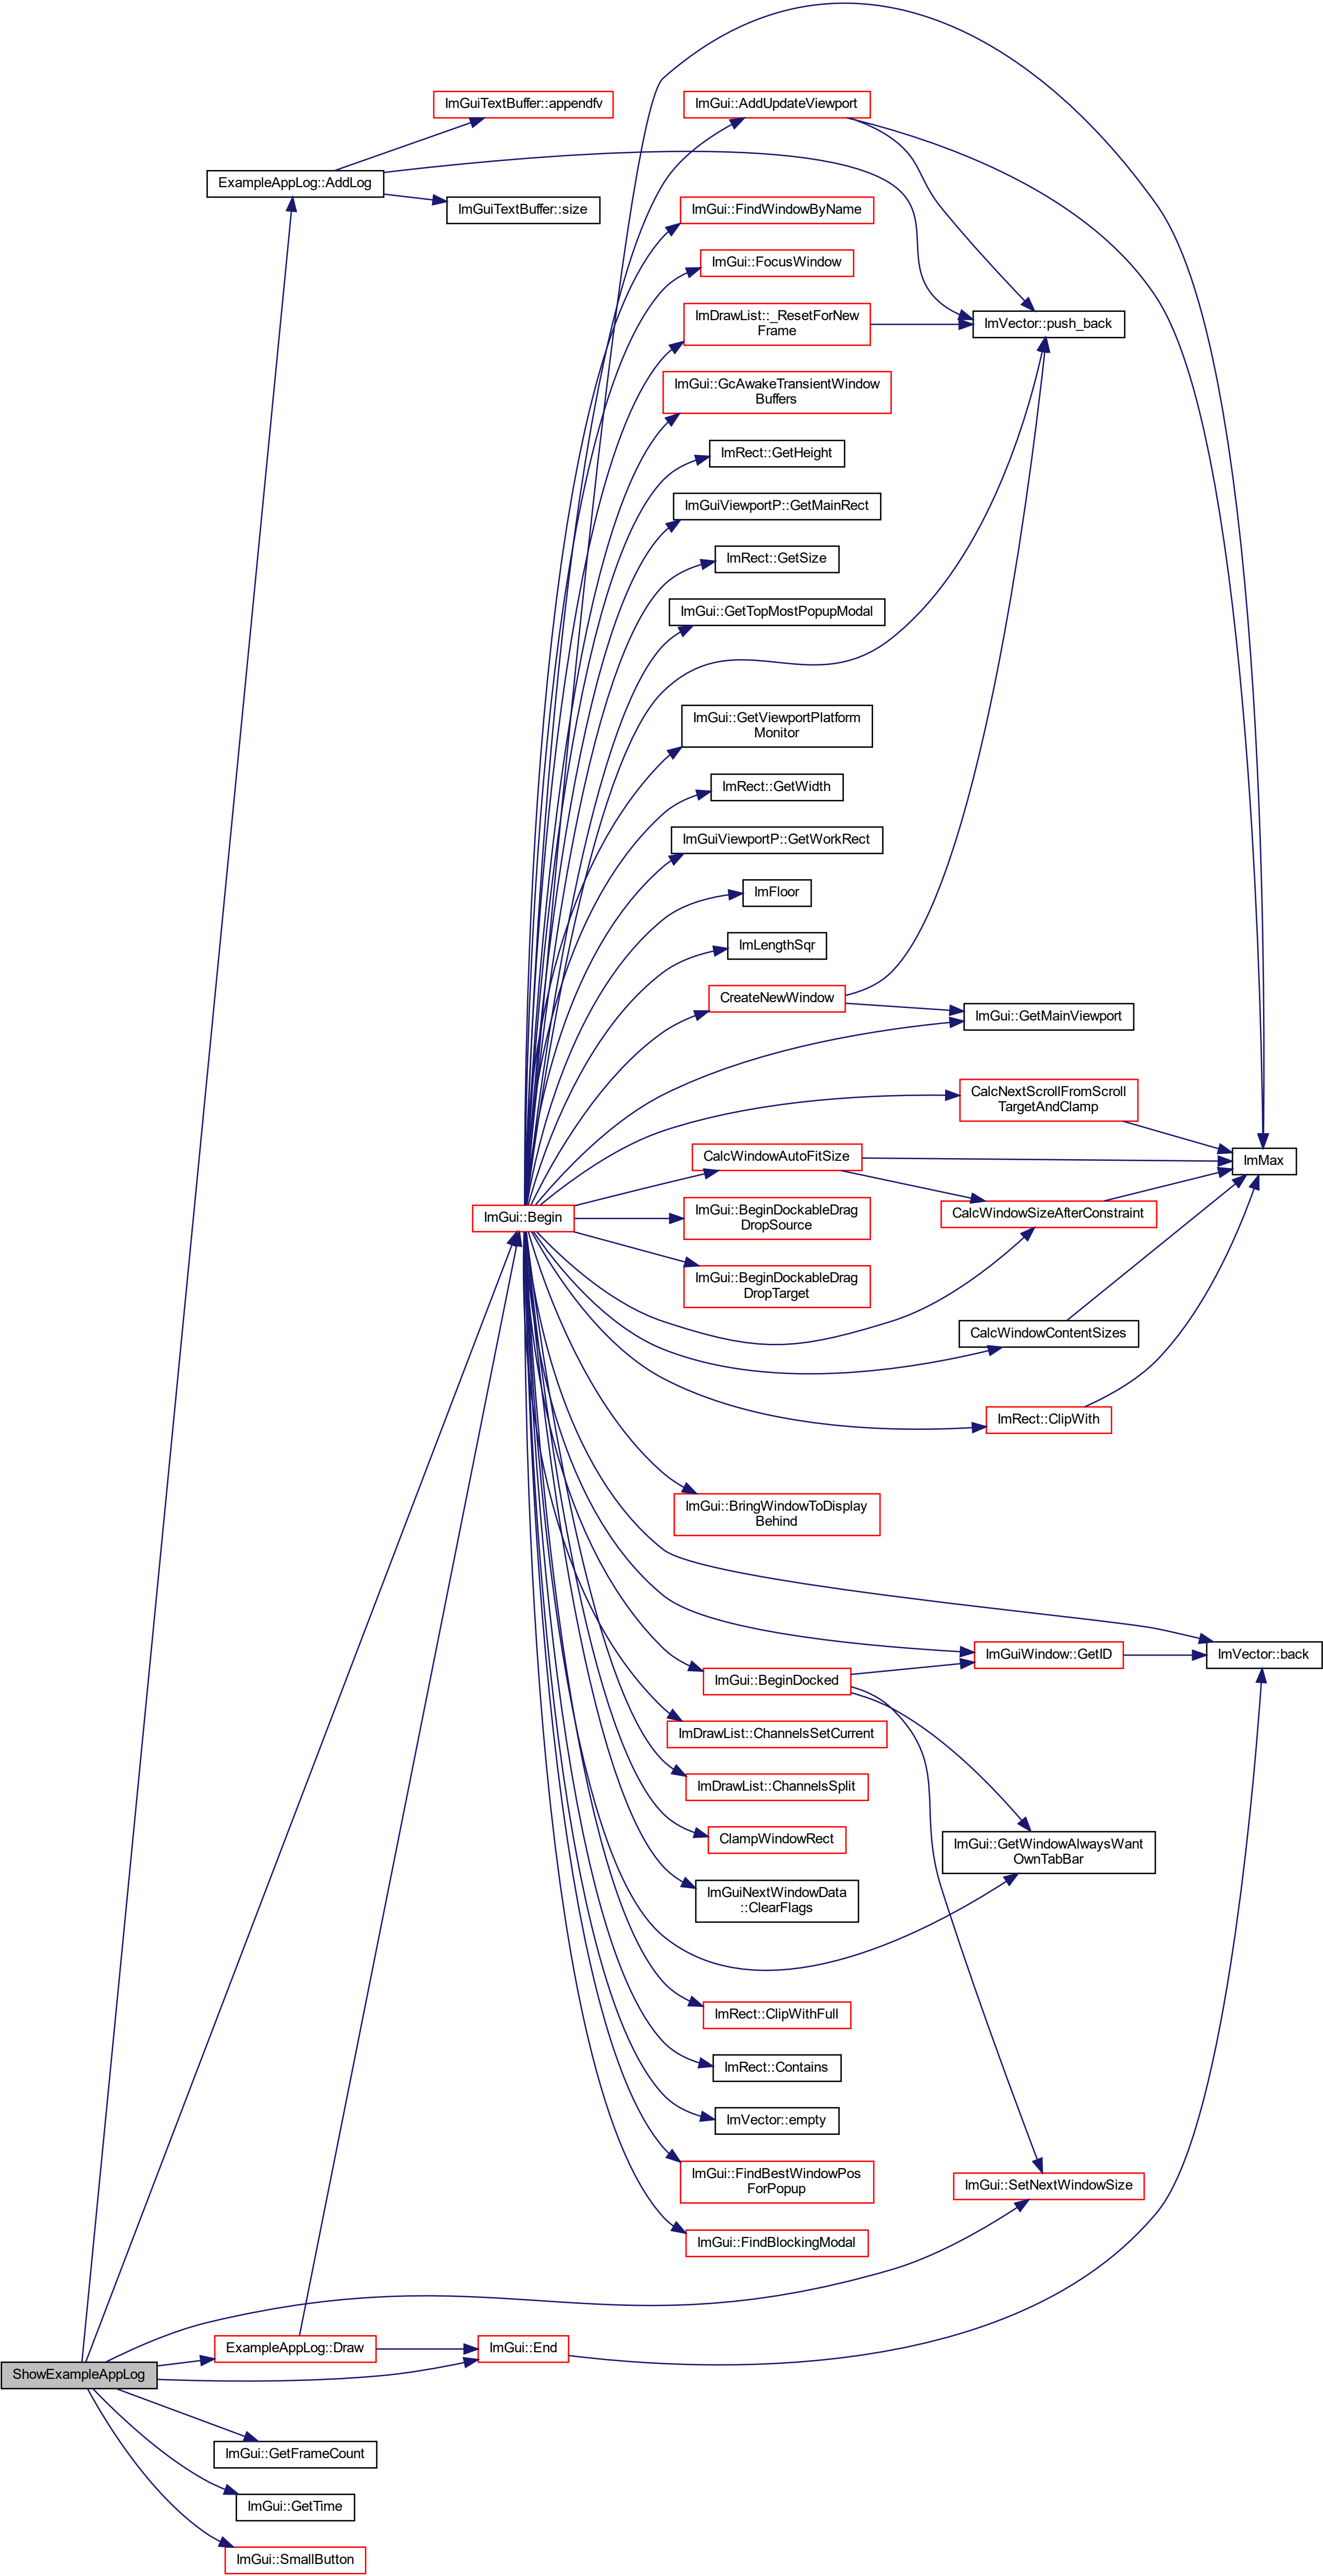 ImGuiTextBuffer::appendfv
ImGui::AddUpdateViewport
ExampleAppLog::AddLog
ImGuiTextBuffer::size
ImGui::FindWindowByName
ImGui::FocusWindow
ImDrawList::_ResetForNew
Frame
ImVector::push_back
ImGui::GcAwakeTransientWindow
Buffers
ImRect::GetHeight
ImGuiViewportP::GetMainRect
ImRect::GetSize
ImGui::GetTopMostPopupModal
ImGui::GetViewportPlatform
Monitor
ImRect::GetWidth
ImGuiViewportP::GetWorkRect
ImFloor
ImLengthSqr
CreateNewWindow
ImGui::GetMainViewport
CalcNextScrollFromScroll
TargetAndClamp
CalcWindowAutoFitSize
ImMax
ImGui::Begin
ImGui::BeginDockableDrag
DropSource
CalcWindowSizeAfterConstraint
ImGui::BeginDockableDrag
DropTarget
CalcWindowContentSizes
ImRect::ClipWith
ImGui::BringWindowToDisplay
Behind
ImGuiWindow::GetID
ImVector::back
ImGui::BeginDocked
ImDrawList::ChannelsSetCurrent
ImDrawList::ChannelsSplit
ClampWindowRect
ImGui::GetWindowAlwaysWant
OwnTabBar
ImGuiNextWindowData
::ClearFlags
ImRect::ClipWithFull
ImRect::Contains
ImVector::empty
ImGui::FindBestWindowPos
ForPopup
ImGui::SetNextWindowSize
ImGui::FindBlockingModal
ExampleAppLog::Draw
ImGui::End
ShowExampleAppLog
ImGui::GetFrameCount
ImGui::GetTime
ImGui::SmallButton